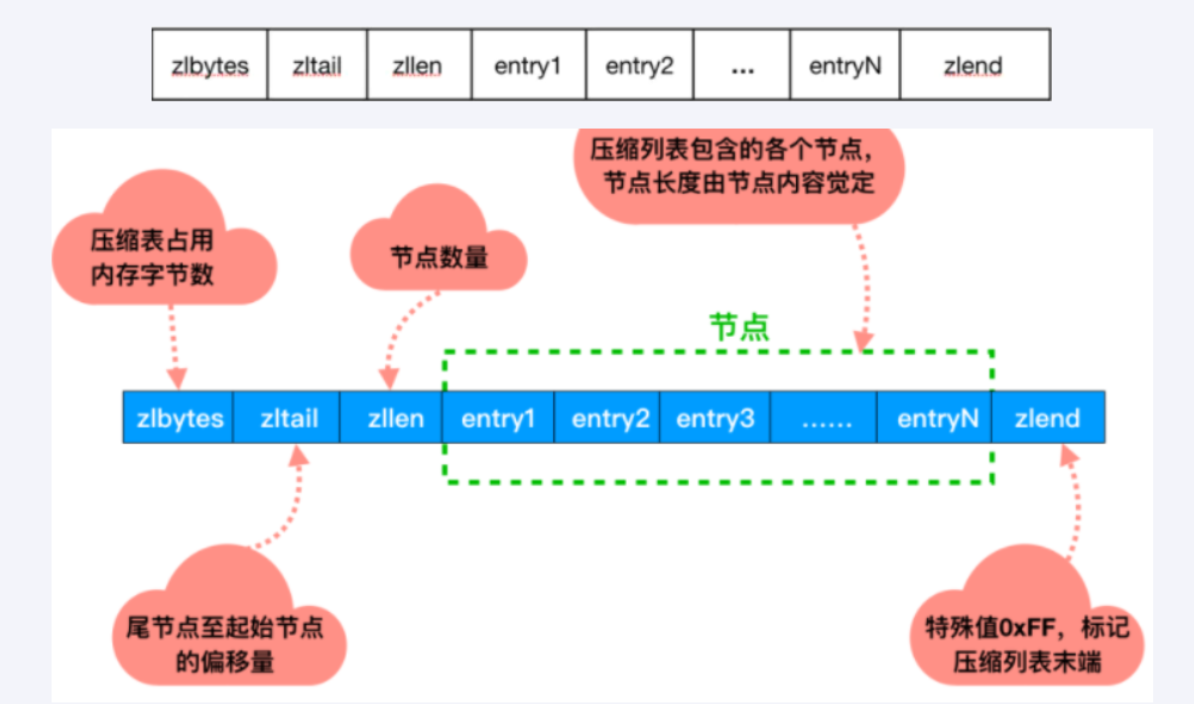 zlbytes zltail zllen entry1 entry2 ... entryN zlend
压缩列表包含的各个节点，
节点长度由节点内容觉定
压缩表占用
内存字节数
节点数量
节点
zlbytes zltail zllen entry1 entry2 entry3 ...... entryN zlend
尾节点至起始节点
的偏移量
特殊值0xFF，标记
压缩列表末端